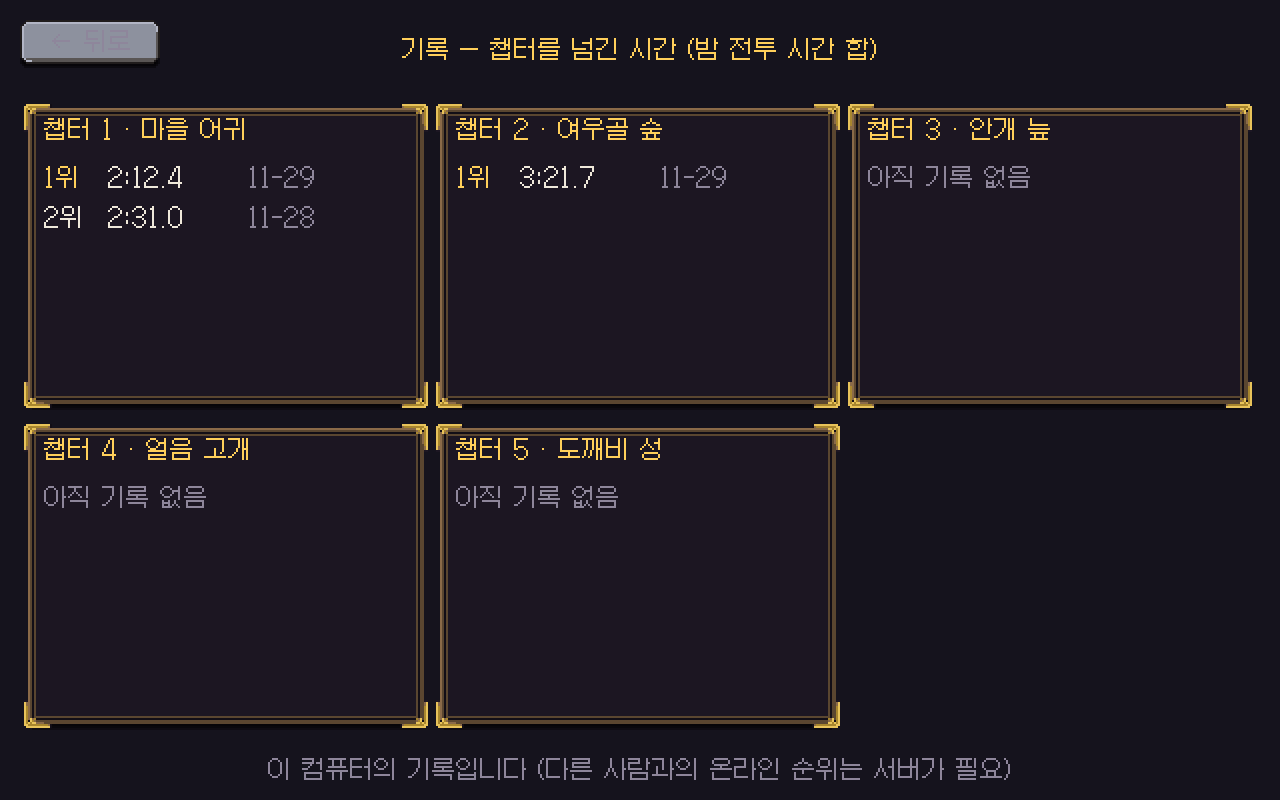 ← 뒤로
기록 — 챕터를 넘긴 시간 (밤 전투 시간 합)
챕터 1 · 마을 어귀
1위 2:12.4 11-29
2위 2:31.0 11-28
챕터 2 · 여우골 숲
1위 3:21.7 11-29
챕터 3 · 안개 늪
아직 기록 없음
챕터 4 · 얼음 고개
아직 기록 없음
챕터 5 · 도깨비 성
아직 기록 없음
이 컴퓨터의 기록입니다 (다른 사람과의 온라인 순위는 서버가 필요)